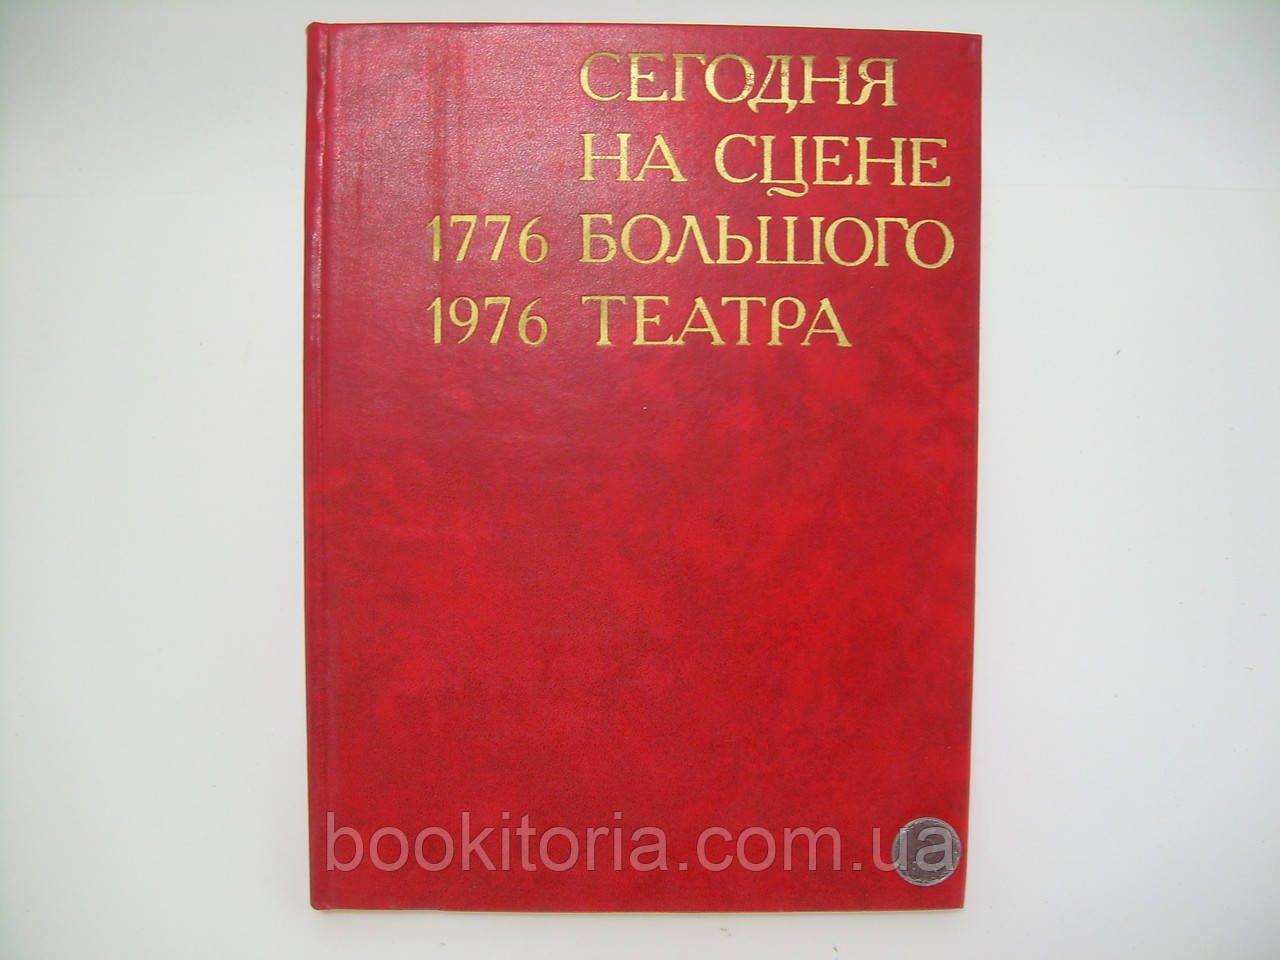 СЕГОДНЯ
НА СЦЕНЕ
1776 БОЛЬШОГО
1976 ТЕАТРА
bookitoria.com.ua